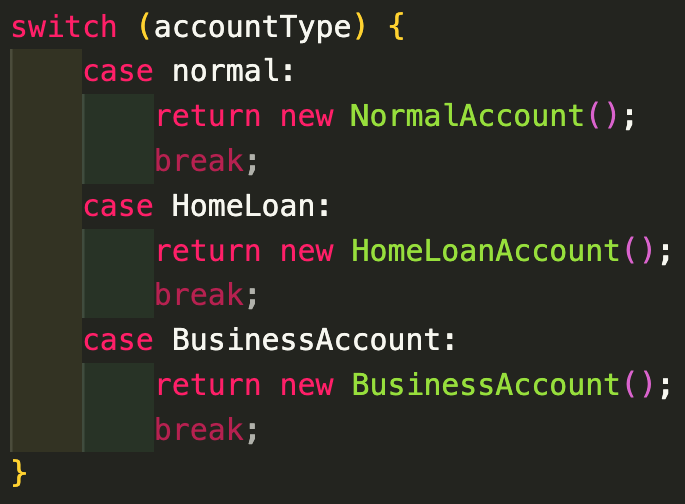 switch (accountType) {
    case normal:
        return new NormalAccount();
        break;
    case HomeLoan:
        return new HomeLoanAccount();
        break;
    case BusinessAccount:
        return new BusinessAccount();
        break;
}